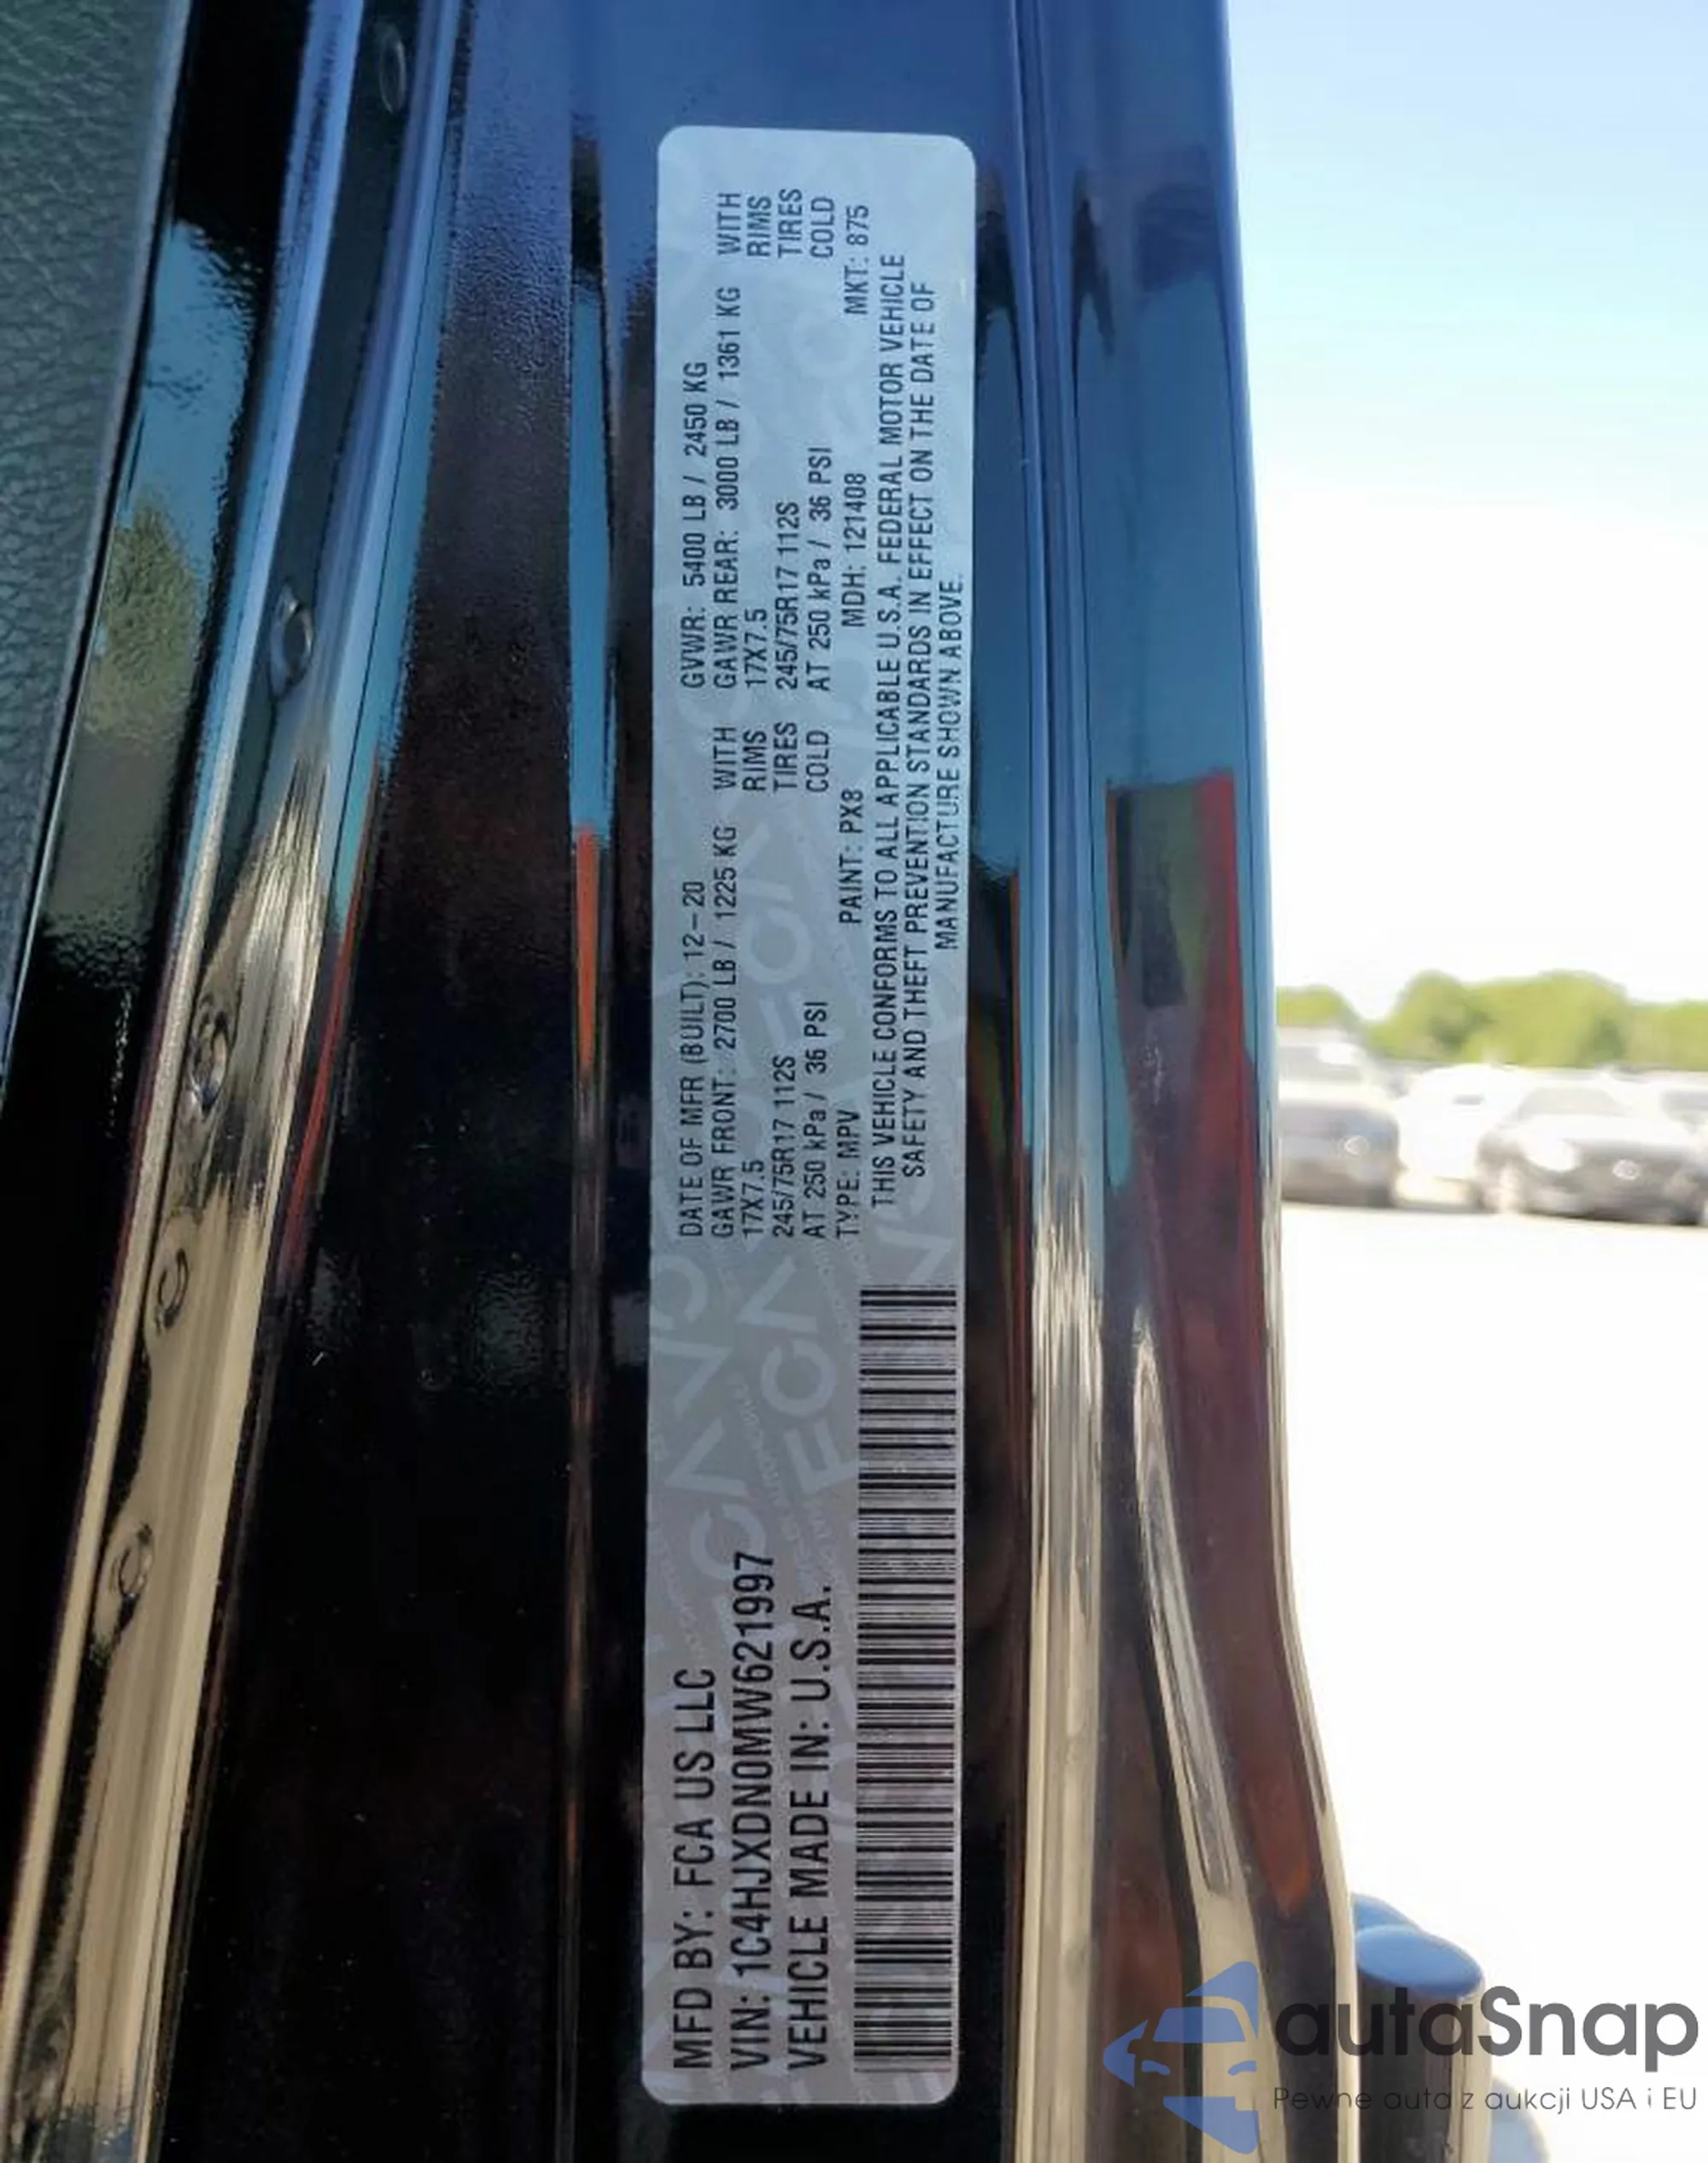 MFD BY: FCA US LLC
VIN: 1C4HJXDN0MW621997
VEHICLE MADE IN: U.S.A.
DATE OF MFR (BUILT): 12-20 GVWR: 5400 LB / 2450 KG
GAWR FRONT: 2700 LB / 1225 KG WITH GAWR REAR: 3000 LB / 1361 KG WITH
17X7.5 RIMS 17X7.5 RIMS
245/75R17 112S TIRES 245/75R17 112S TIRES
AT 250 kPa / 36 PSI COLD AT 250 kPa / 36 PSI COLD
TYPE: MPV PAINT: PX8 MDH: 121408 MKT: 875
THIS VEHICLE CONFORMS TO ALL APPLICABLE U.S.A. FEDERAL MOTOR VEHICLE
SAFETY AND THEFT PREVENTION STANDARDS IN EFFECT ON THE DATE OF
MANUFACTURE SHOWN ABOVE.
autaSnap
Pewne auta z aukcji USA i EU